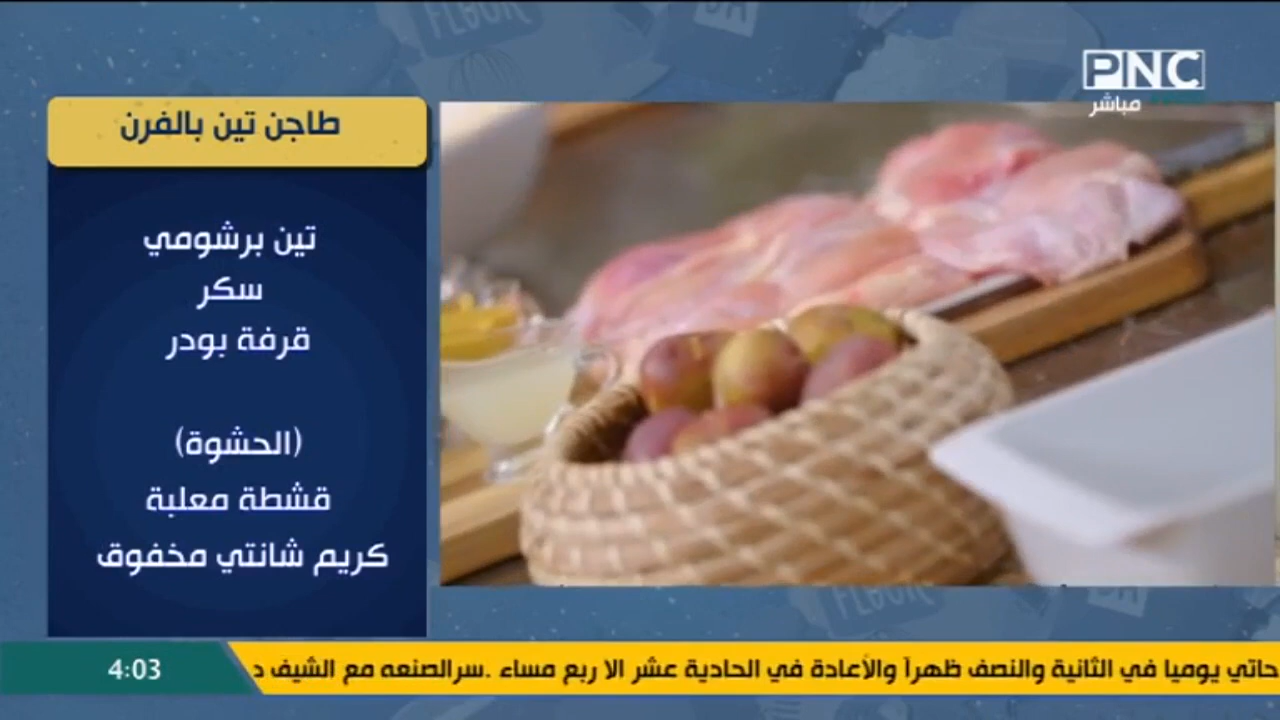 PNC
مباشر
طاجن تين بالفرن
تين برشومي
سكر
قرفة بودر
(الحشوة)
قشطة معلبة
كريم شانتي مخفوق
حاتي يوميا في الثانية والنصف ظهراً والأعادة في الحادية عشر الا ربع مساء .سرالصنعه مع الشيف د
4:03